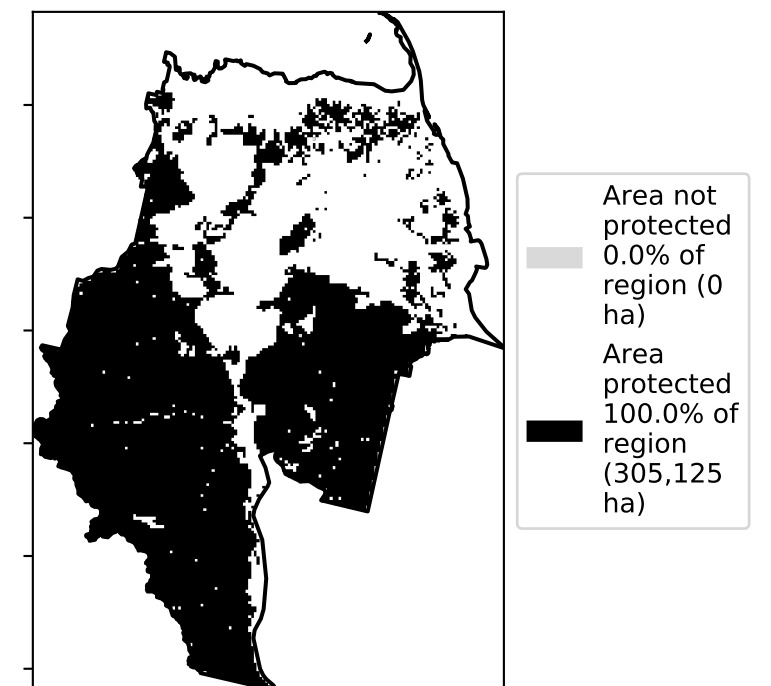 Area not
protected
0.0% of
region (0
ha)
Area
protected
100.0% of
region
(305,125
ha)